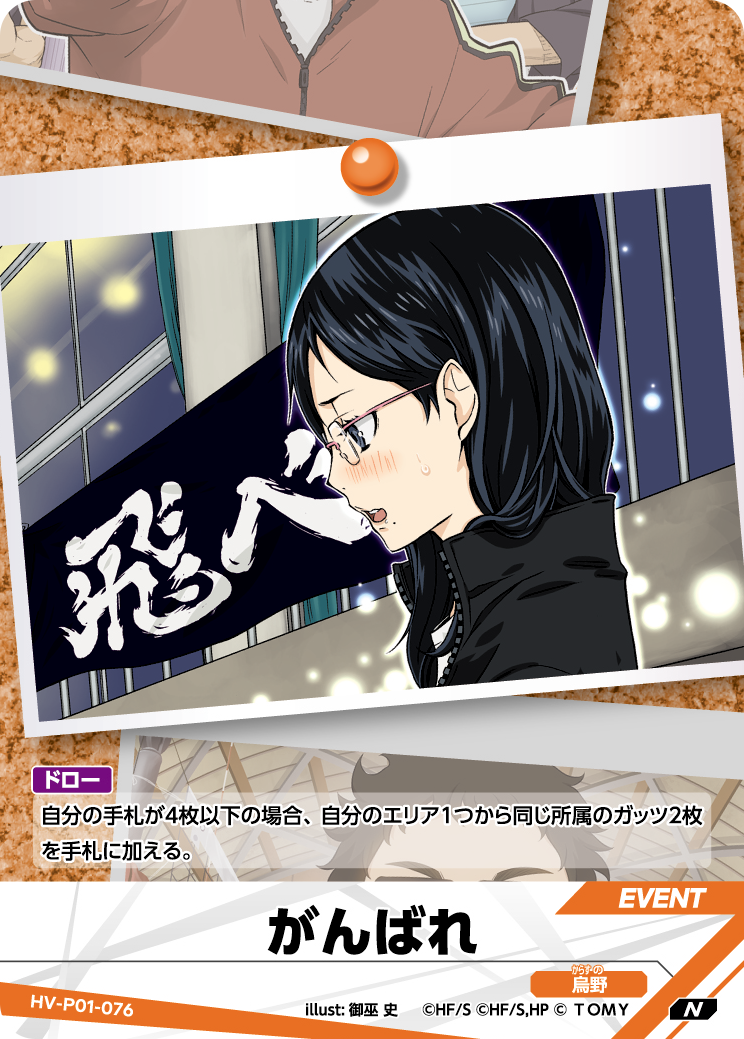 飛べ
ドロー
自分の手札が4枚以下の場合、自分のエリア1つから同じ所属のガッツ2枚
を手札に加える。
EVENT
がんばれ
からすの
烏野
HV-P01-076
illust: 御巫 史 ©HF/S ©HF/S,HP © TOMY
N